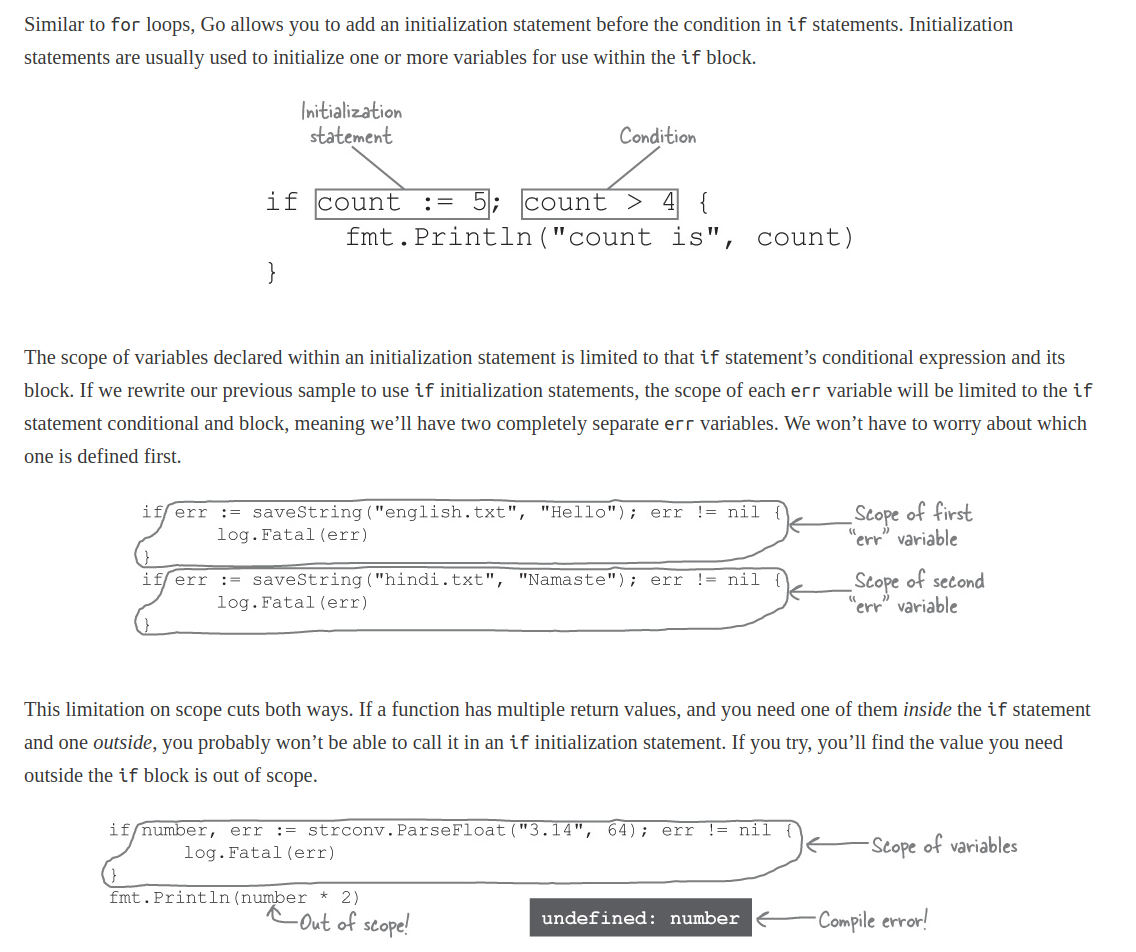 Similar to for loops, Go allows you to add an initialization statement before the condition in if statements. Initialization
statements are usually used to initialize one or more variables for use within the if block.
Initialization
statement
Condition
if count := 5; count > 4 {
fmt.Println("count is", count)
}
The scope of variables declared within an initialization statement is limited to that if statement’s conditional expression and its
block. If we rewrite our previous sample to use if initialization statements, the scope of each err variable will be limited to the if
statement conditional and block, meaning we’ll have two completely separate err variables. We won’t have to worry about which
one is defined first.
if err := saveString("english.txt", "Hello"); err != nil {
log.Fatal(err)
}
Scope of first
“err” variable
if err := saveString("hindi.txt", "Namaste"); err != nil {
log.Fatal(err)
}
Scope of second
“err” variable
This limitation on scope cuts both ways. If a function has multiple return values, and you need one of them inside the if statement
and one outside, you probably won’t be able to call it in an if initialization statement. If you try, you’ll find the value you need
outside the if block is out of scope.
if number, err := strconv.ParseFloat("3.14", 64); err != nil {
log.Fatal(err)
}
Scope of variables
fmt.Println(number * 2)
Out of scope!
undefined: number
Compile error!